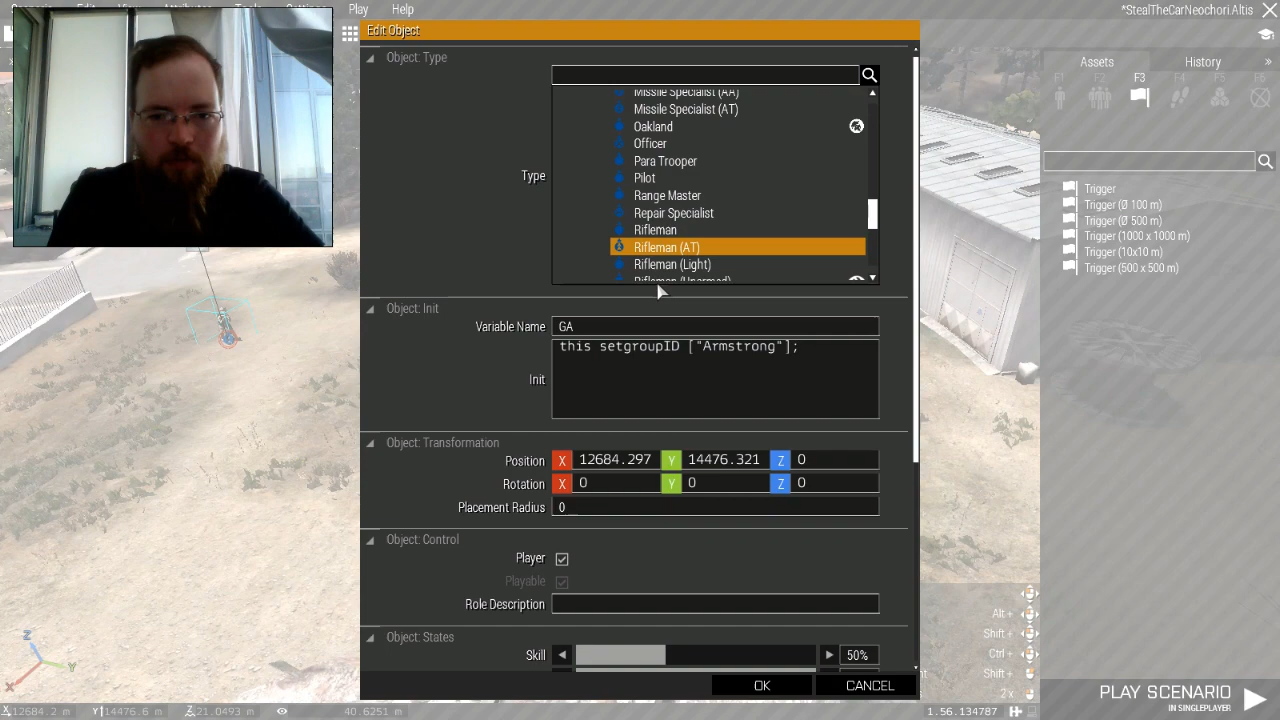 Attributes
Play
Help
*StealTheCarNeochori.Altis
Edit Object
Object: Type
Missile Specialist (AA)
Missile Specialist (AT)
Oakland
Officer
Para Trooper
Pilot
Range Master
Repair Specialist
Rifleman
Rifleman (AT)
Rifleman (Light)
Rifleman (Unarmed)
Type
Object: Init
Variable Name GA
Init this setgroupID ["Armstrong"];
Object: Transformation
Position X 12684.297 Y 14476.321 Z 0
Rotation X 0 Y 0 Z 0
Placement Radius 0
Object: Control
Player
Playable
Role Description
Object: States
Skill 50%
OK CANCEL
Assets History »
F1 F2 F3 F4 F5 F6
Trigger
Trigger (Ø 100 m)
Trigger (Ø 500 m)
Trigger (1000 x 1000 m)
Trigger (10x10 m)
Trigger (500 x 500 m)
Alt +
Shift +
Ctrl +
Shift +
2 x
PLAY SCENARIO
IN SINGLEPLAYER
Z
Y
X
X 12684.2 m Y 14476.6 m Z 21.0493 m 40.6251 m
1.56.134787